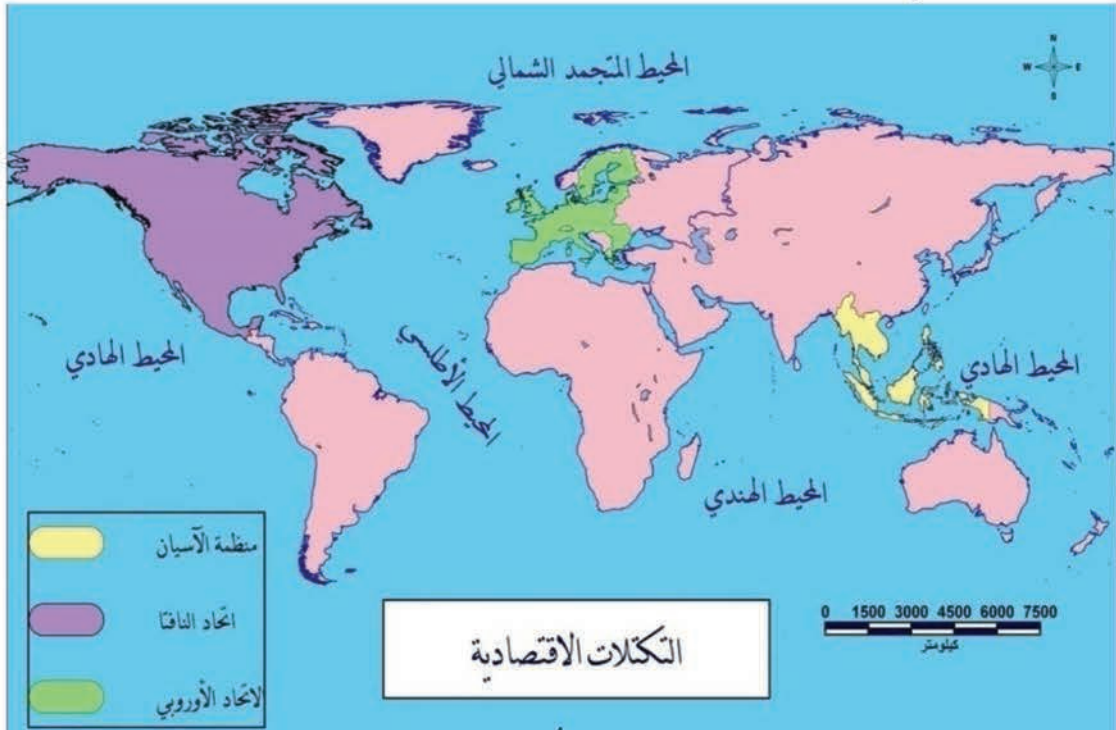 المحيط المتجمد الشمالي
N
W E
S
المحيط الهادي
المحيط الأطلسي
المحيط الهادي
المحيط الهندي
منظمة الآسيان
اتحاد النافتا
لاتحاد الأوروبي
التكتلات الاقتصادية
0 1500 3000 4500 6000 7500
كيلومتر